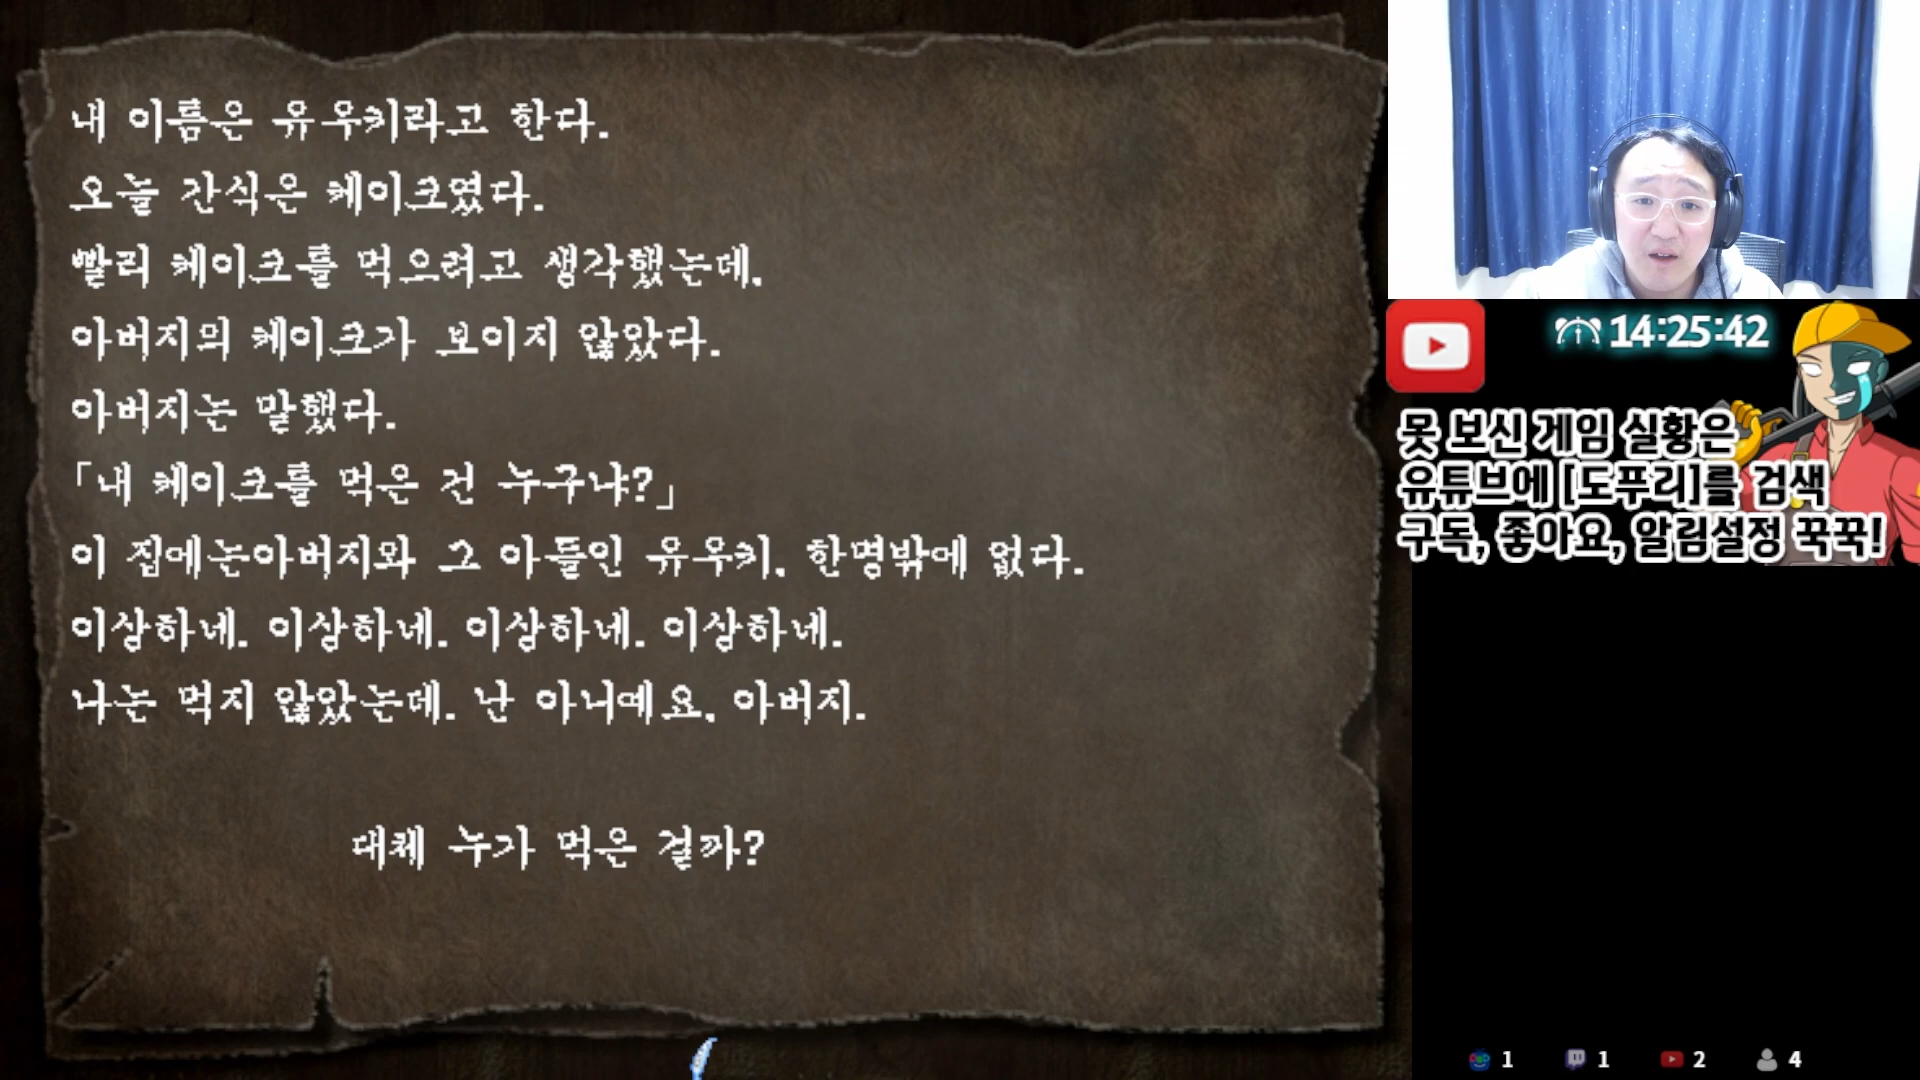 내 이름은 유우키라고 한다.
오늘 간식은 케이크였다.
빨리 케이크를 먹으려고 생각했는데,
아버지의 케이크가 보이지 않았다.
아버지는 말했다.
「내 케이크를 먹은 건 누구냐?」
이 집에는아버지와 그 아들인 유우키, 한명밖에 없다.
이상하네. 이상하네. 이상하네. 이상하네.
나는 먹지 않았는데. 난 아니예요, 아버지.
대체 누가 먹은 걸까?
14:25:42
못 보신 게임 실황은
유튜브에 [도푸리]를 검색
구독, 좋아요, 알림설정 꾹꾹!
1 1 2 4